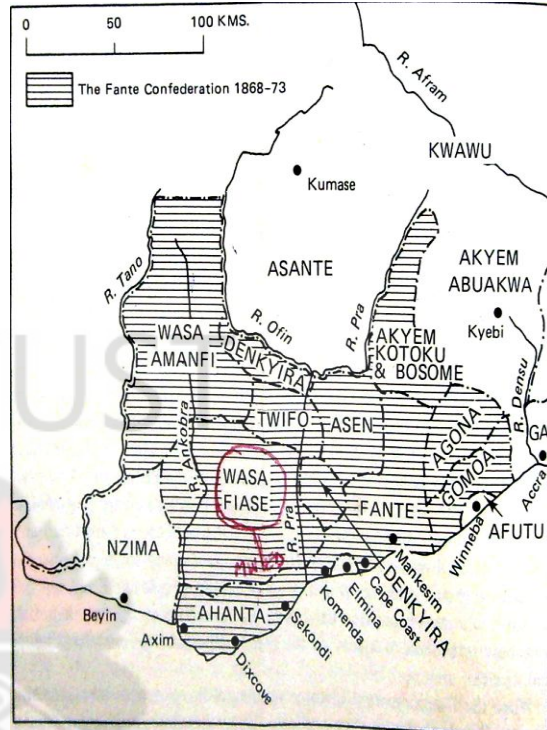 0 50 100 KMS.
The Fante Confederation 1868–73
R. Afram
KWAWU
Kumase
R. Tano
ASANTE
AKYEM
ABUAKWA
Kyebi
R. Ofin
R. Pra
WASA
AMANFI
DENKYIRA
AKYEM
KOTOKU
& BOSOME
R. Densu
UST
TWIFO
ASEN
AGONA
GOMOA
GA
R. Ankobra
WASA
FIASE
R. Pra
FANTE
Accra
AFUTU
Winneba
NZIMA
Mankesim
DENKYIRA
Cape Coast
Elmina
Komenda
Beyin
AHANTA
Sekondi
Axim
Dixcove